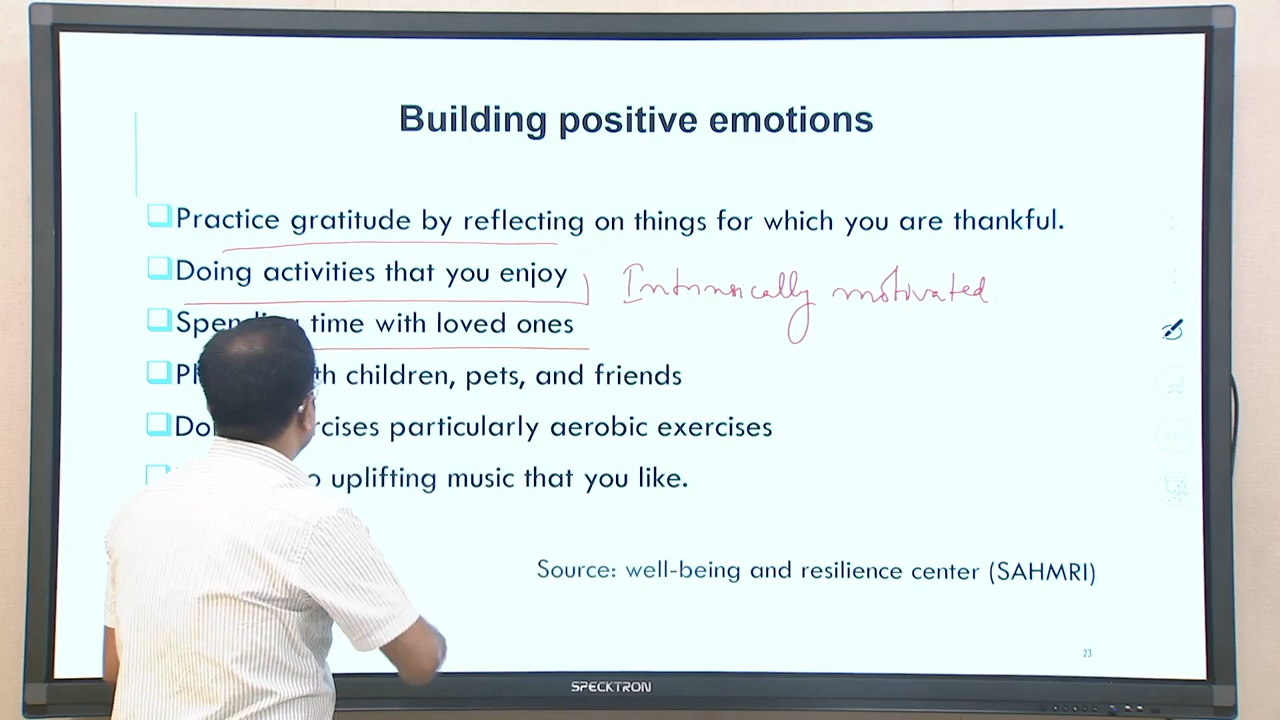 Building positive emotions
Practice gratitude by reflecting on things for which you are thankful.
Doing activities that you enjoy
Intrinsically motivated
time with loved ones
children, pets, and friends
particularly aerobic exercises
uplifting music that you like.
Source: well-being and resilience center (SAHMRI)
23
SPECKTRON